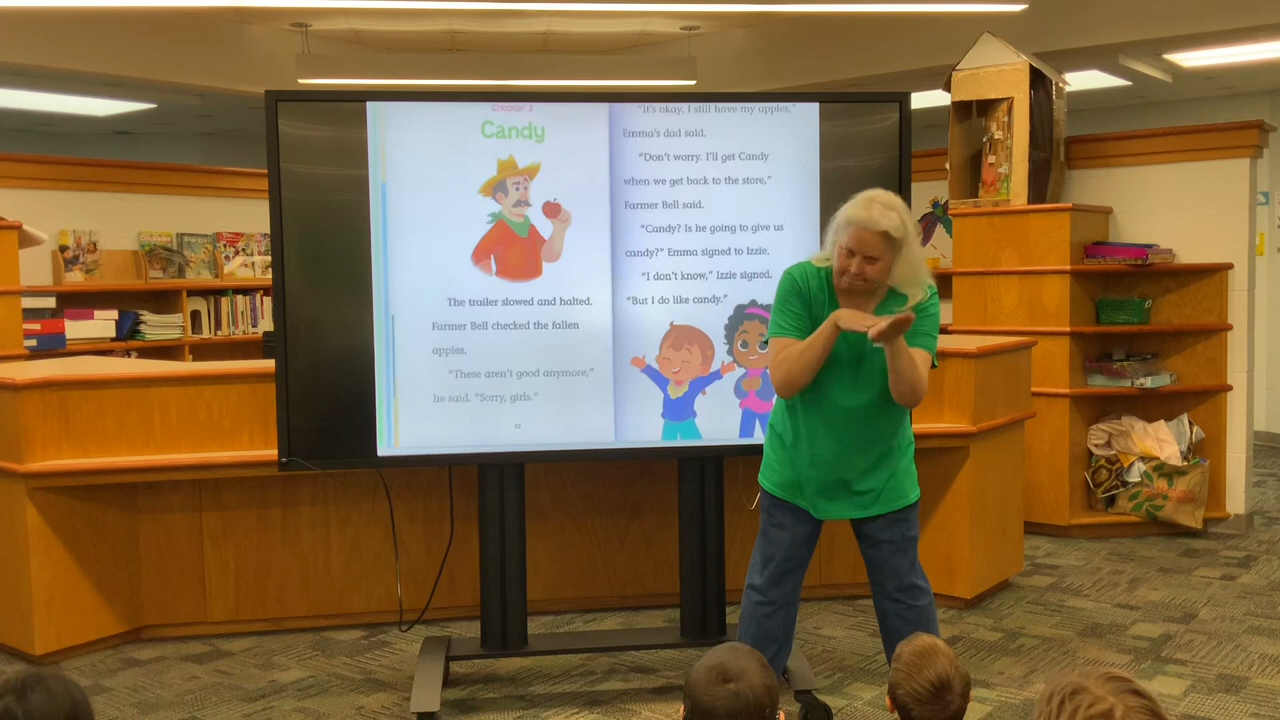 Chapter 2
Candy
The trailer slowed and halted.
Farmer Bell checked the fallen
apples.
"These aren't good anymore,"
he said. "Sorry, girls."
22
"It's okay. I still have my apples,"
Emma's dad said.
"Don't worry. I'll get Candy
when we get back to the store,"
Farmer Bell said.
"Candy? Is he going to give us
candy?" Emma signed to Izzie.
"I don't know," Izzie signed.
"But I do like candy."